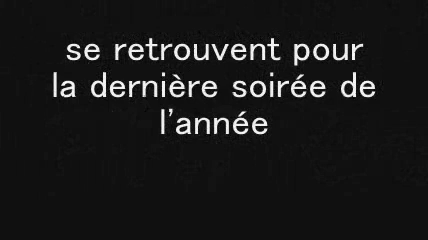 se retrouvent pour
la dernière soirée de
l'année